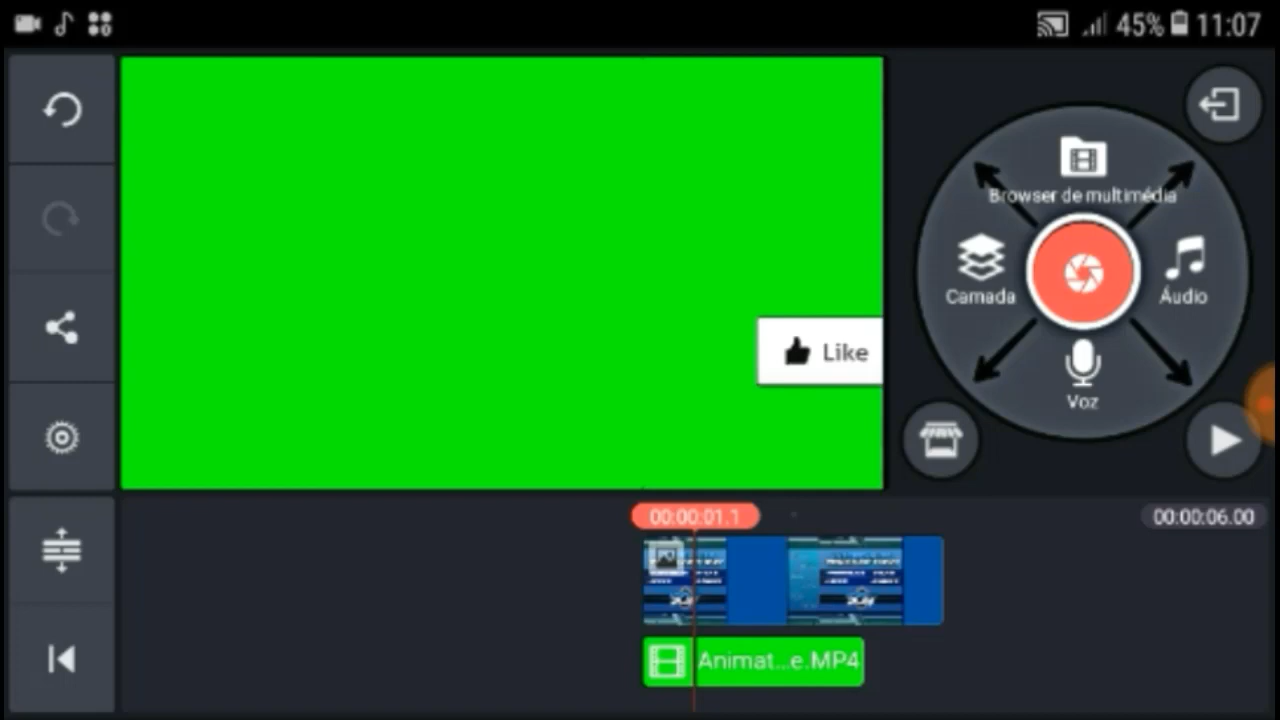 45% 11:07
Browser de multimédia
Camada
Áudio
Like
Voz
00:00:01.1
00:00:06.00
Animat...e.MP4